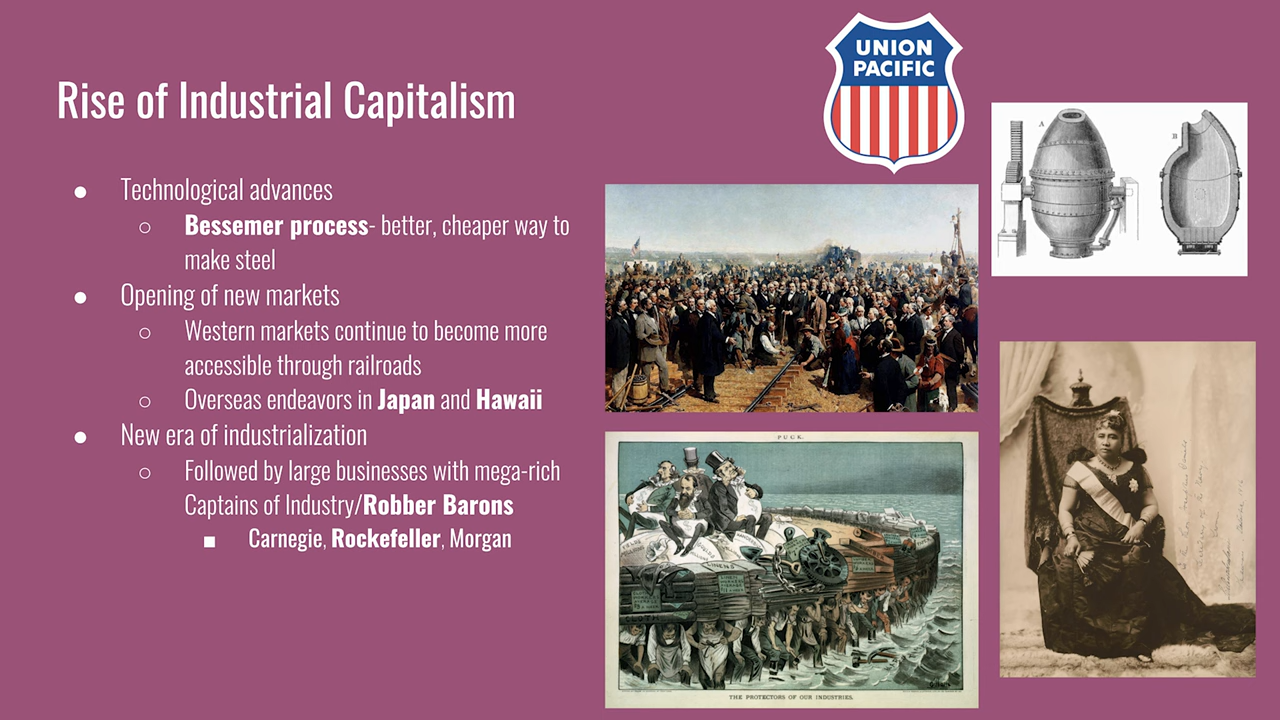 UNION
PACIFIC
Rise of Industrial Capitalism
● Technological advances
○ Bessemer process- better, cheaper way to
make steel
● Opening of new markets
○ Western markets continue to become more
accessible through railroads
○ Overseas endeavors in Japan and Hawaii
● New era of industrialization
○ Followed by large businesses with mega-rich
Captains of Industry/Robber Barons
■ Carnegie, Rockefeller, Morgan
A
B
PUCK.
LINENS
CLOTH
THE PROTECTORS OF OUR INDUSTRIES.